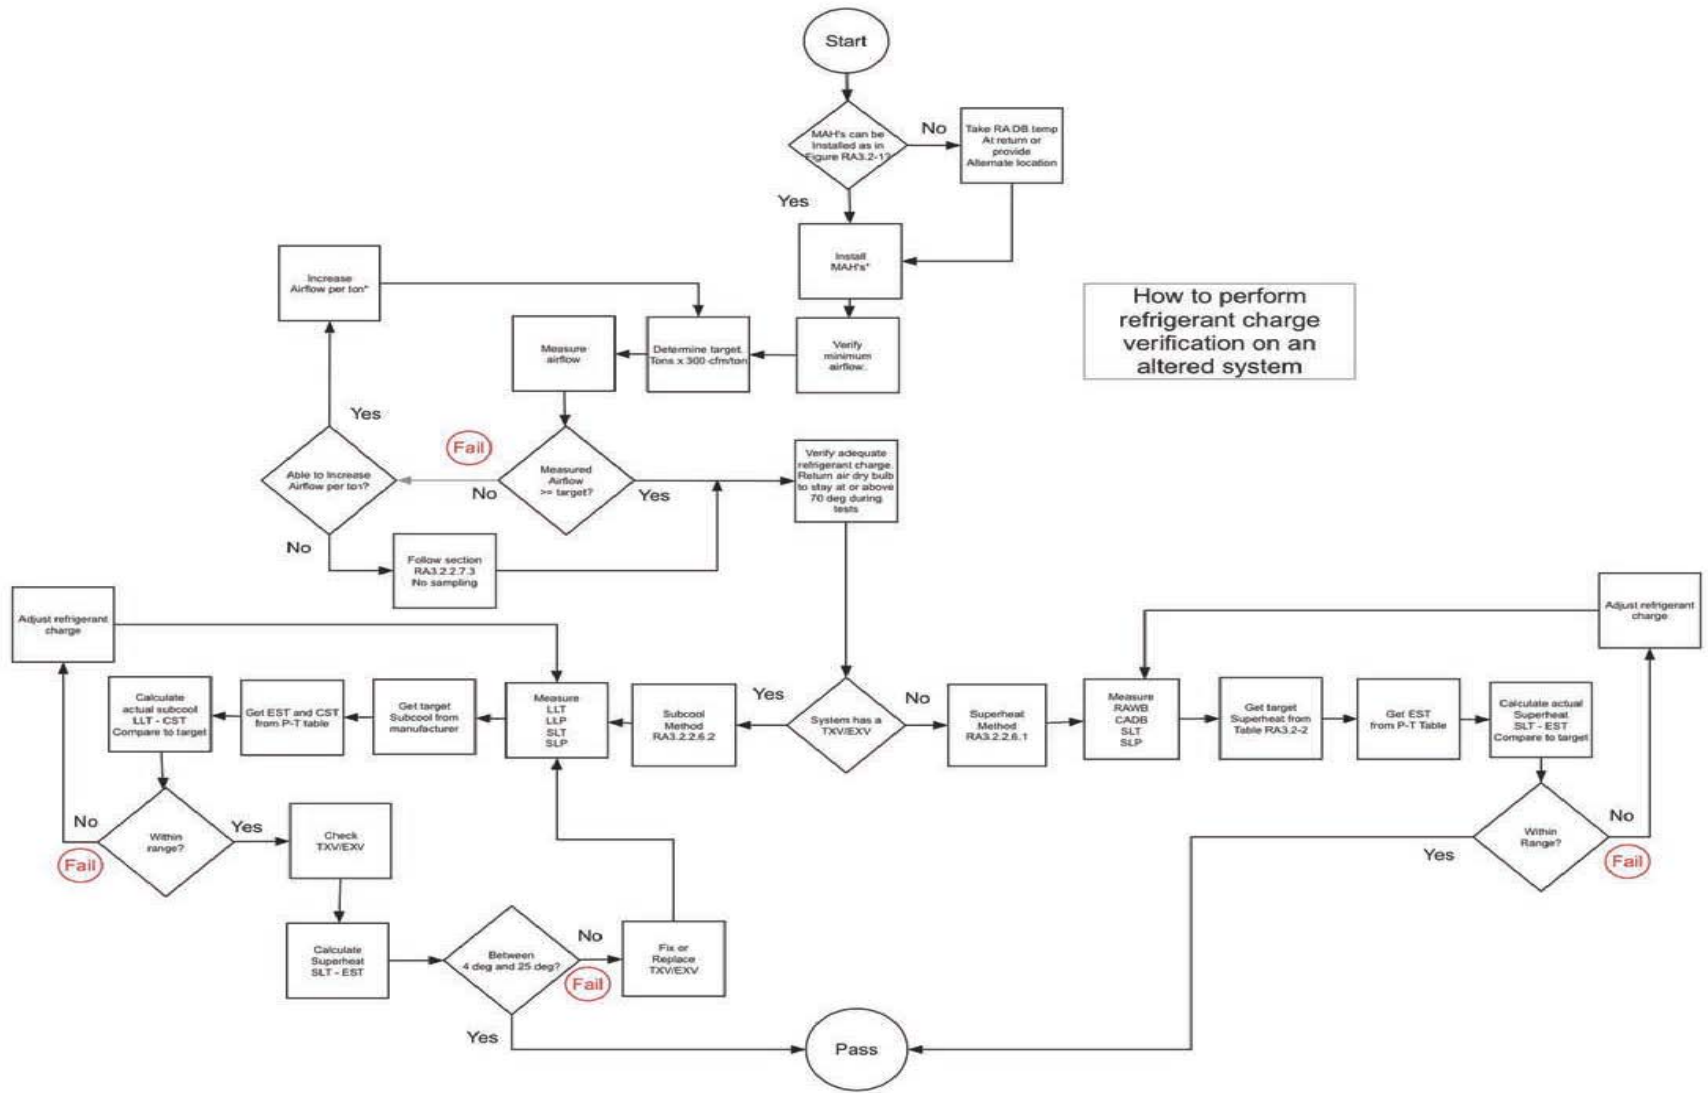 Start
MAH's can be
Installed as in
Figure RA3.2-1?
No
Take RA DB temp
At return or
provide
Alternate location
Yes
Install
MAH's*
Increase
Airflow per ton*
Measure
airflow
Determine target.
Tons x 300 cfm/ton
Verify
minimum
airflow.
How to perform
refrigerant charge
verification on an
altered system
Yes
Fail
Able to Increase
Airflow per ton?
No
Measured
Airflow
>= target?
Yes
Verify adequate
refrigerant charge.
Return air dry bulb
to stay at or above
70 deg during
tests
No
Follow section
RA3.2.2.7.3
No sampling
Adjust refrigerant
charge
Adjust refrigerant
charge
Calculate
actual subcool
LLT - CST
Compare to target
Get EST and CST
from P-T table
Get target
Subcool from
manufacturer
Measure
LLT
LLP
SLT
SLP
Subcool
Method
RA3.2.2.6.2
Yes
System has a
TXV/EXV
No
Superheat
Method
RA3.2.2.6.1
Measure
RAWB
CADB
SLT
SLP
Get target
Superheat from
Table RA3.2-2
Get EST
from P-T Table
Calculate actual
Superheat
SLT - EST
Compare to target
No
Fail
Within
range?
Yes
Check
TXV/EXV
Yes
Within
Range?
No
Fail
Calculate
Superheat
SLT - EST
Between
4 deg and 25 deg?
No
Fail
Fix or
Replace
TXV/EXV
Yes
Pass